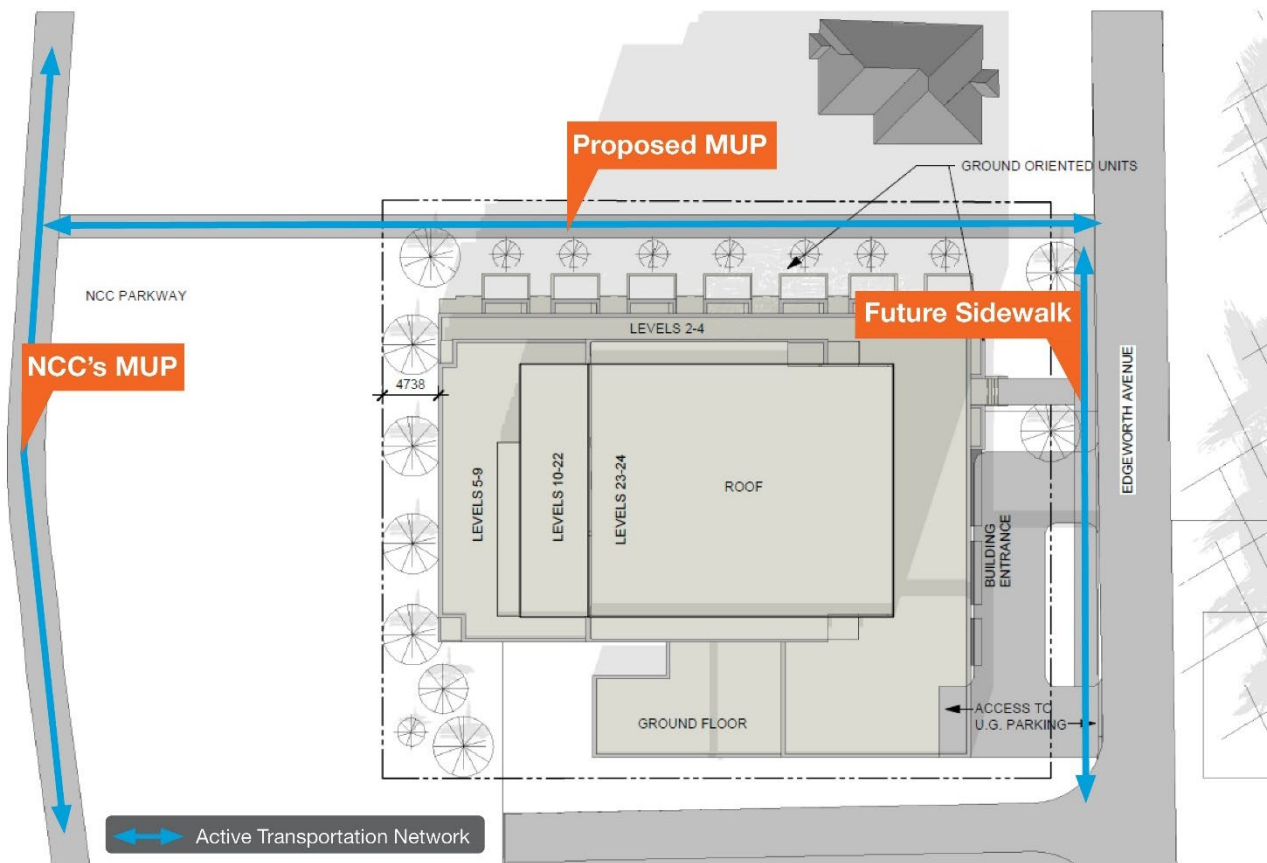 Proposed MUP
GROUND ORIENTED UNITS
NCC PARKWAY
LEVELS 2-4
Future Sidewalk
NCC's MUP
4738
LEVELS 5-9
LEVELS 10-22
LEVELS 23-24
ROOF
EDGEWORTH AVENUE
BUILDING
ENTRANCE
GROUND FLOOR
ACCESS TO
U.G. PARKING
Active Transportation Network